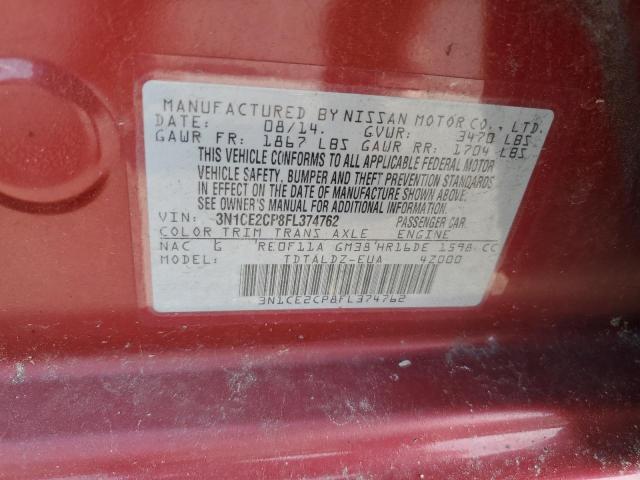 MANUFACTURED BY NISSAN MOTOR CO., LTD.
DATE: 08/14. GVWR: 3470 LBS
GAWR FR: 1867 LBS GAWR RR: 1704 LBS
THIS VEHICLE CONFORMS TO ALL APPLICABLE FEDERAL MOTOR
VEHICLE SAFETY, BUMPER AND THEFT PREVENTION STANDARDS
IN EFFECT ON THE DATE OF MANUFACTURE SHOWN ABOVE.
SEE OWNER'S MANUAL FOR ADDITIONAL INFORMATION.
VIN: 3N1CE2CP8FL374762 PASSENGER CAR
COLOR TRIM TRANS AXLE ENGINE
NAC G RE0F11A GM38 HR16DE 1598 CC
MODEL: TDTALDZ-EUA 4Z000
3N1CE2CP8FL374762